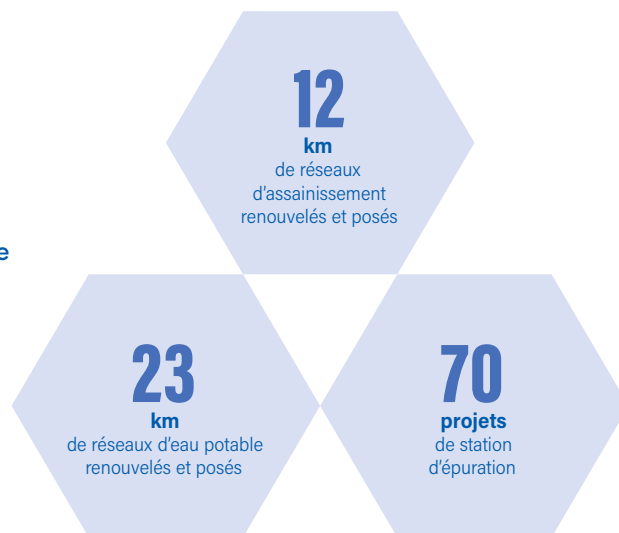 12
km
de réseaux
d'assainissement
renouvelés et posés
e
23
km
de réseaux d'eau potable
renouvelés et posés
70
projets
de station
d'épuration